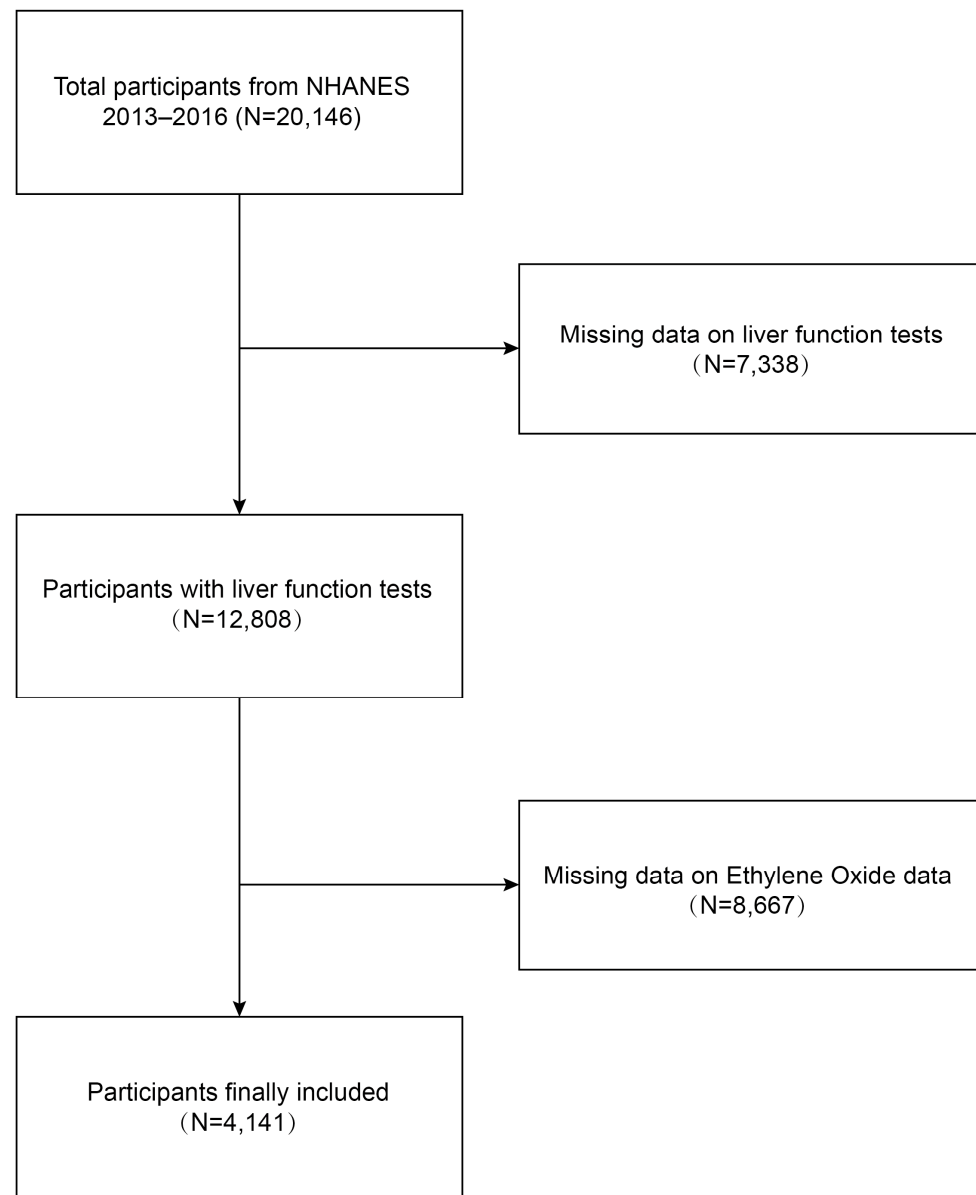 Total participants from NHANES
2013–2016 (N=20,146)
Missing data on liver function tests
（N=7,338）
Participants with liver function tests
（N=12,808）
Missing data on Ethylene Oxide data
（N=8,667）
Participants finally included
（N=4,141）